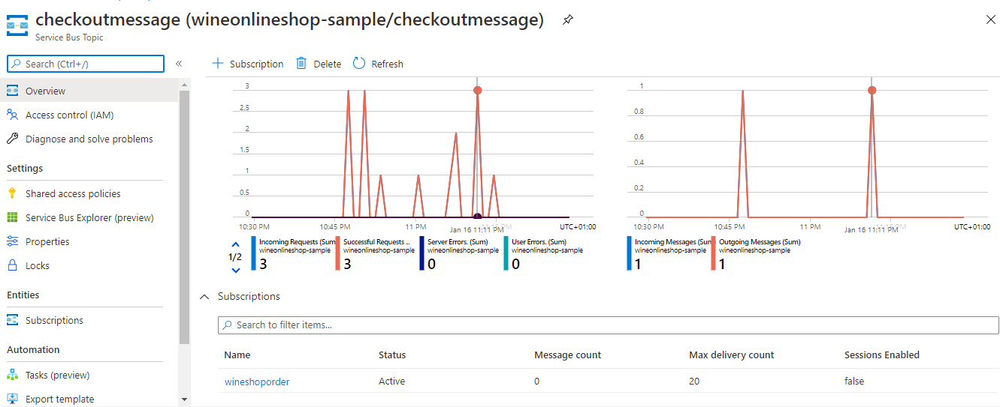 checkoutmessage (wineonlineshop-sample/checkoutmessage)
Service Bus Topic
Search (Ctrl+/)
«
Overview
Access control (IAM)
Diagnose and solve problems
Settings
Shared access policies
Service Bus Explorer (preview)
Properties
Locks
Entities
Subscriptions
Automation
Tasks (preview)
Export template
Subscription Delete Refresh
3
2.5
2
1.5
1
0.5
0
10:30 PM 10:45 PM 11 PM Jan 16 11:11 PM UTC+01:00
1/2
Incoming Requests (Sum)
wineonlineshop-sample
3
Successful Requests ...
wineonlineshop-sample
3
Server Errors. (Sum)
wineonlineshop-sample
0
User Errors. (Sum)
wineonlineshop-sample
0
1
0.8
0.6
0.4
0.2
0
10:30 PM 10:45 PM 11 PM Jan 16 11:11 PM UTC+01:00
Incoming Messages (Sum
wineonlineshop-sample
1
Outgoing Messages (Sum)
wineonlineshop-sample
1
Subscriptions
Search to filter items...
Name Status Message count Max delivery count Sessions Enabled
wineshoporder Active 0 20 false